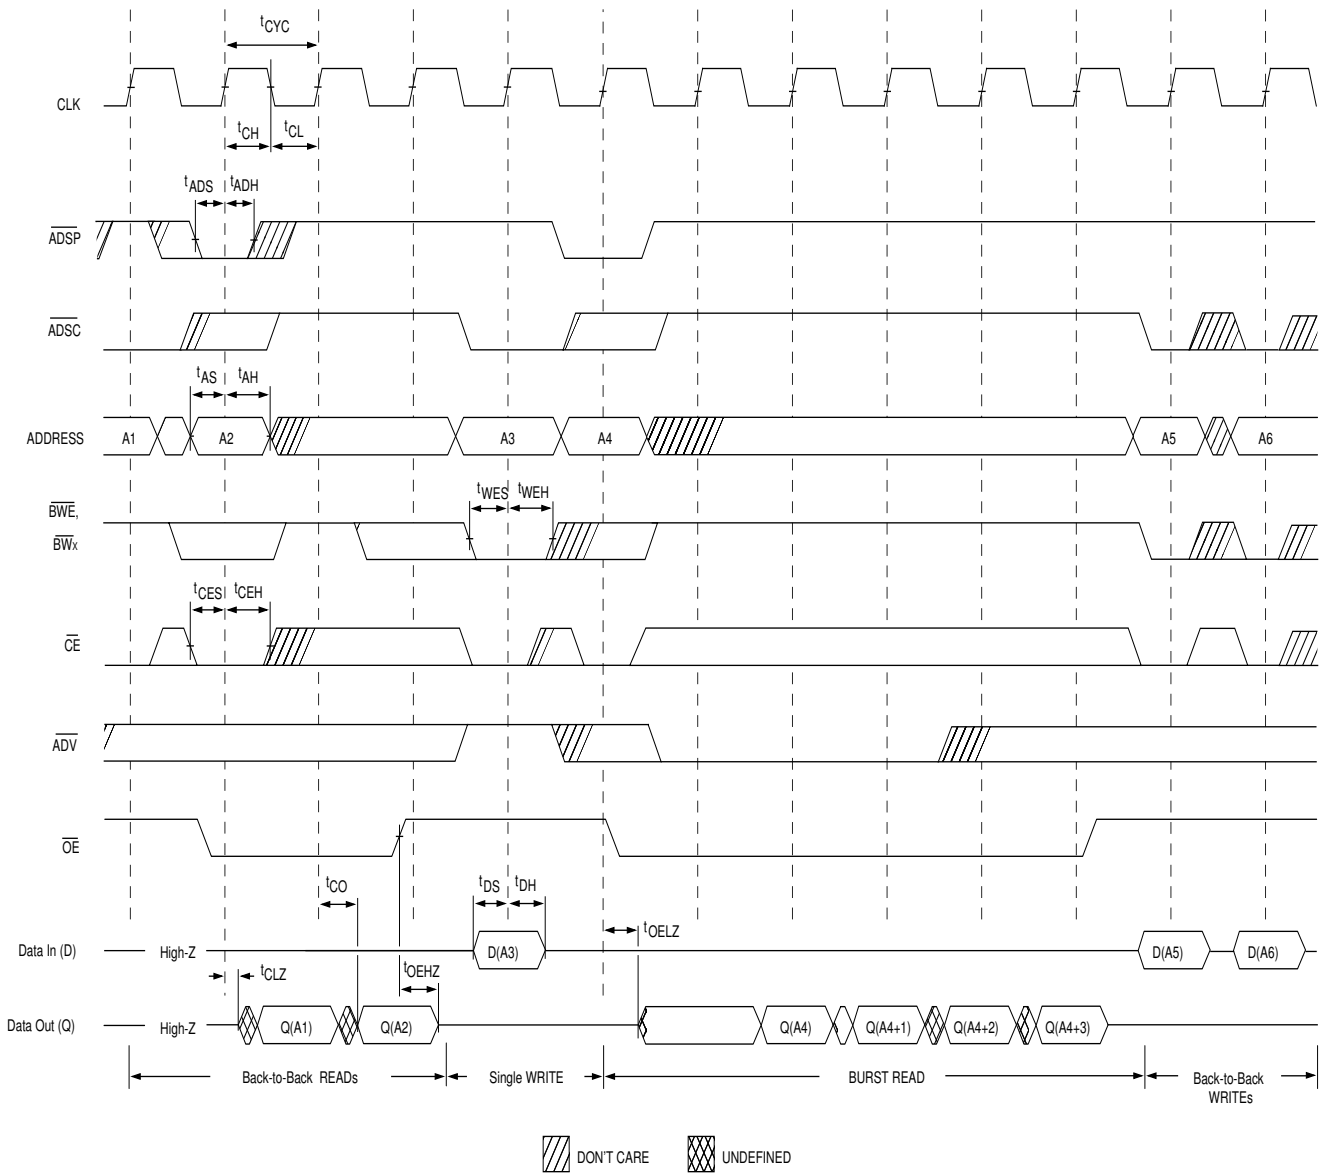 tCYC
CLK
tCH
tCL
tADS
tADH
ADSP
ADSC
tAS
tAH
ADDRESS
A1
A2
A3
A4
A5
A6
tWES
tWEH
BWE,
BWx
tCES
tCEH
CE
ADV
OE
tCO
tDS
tDH
tOELZ
Data In (D)
High-Z
D(A3)
D(A5)
D(A6)
tCLZ
tOEHZ
Data Out (Q)
High-Z
Q(A1)
Q(A2)
Q(A4)
Q(A4+1)
Q(A4+2)
Q(A4+3)
Back-to-Back READs
Single WRITE
BURST READ
Back-to-Back
WRITEs
DON'T CARE
UNDEFINED